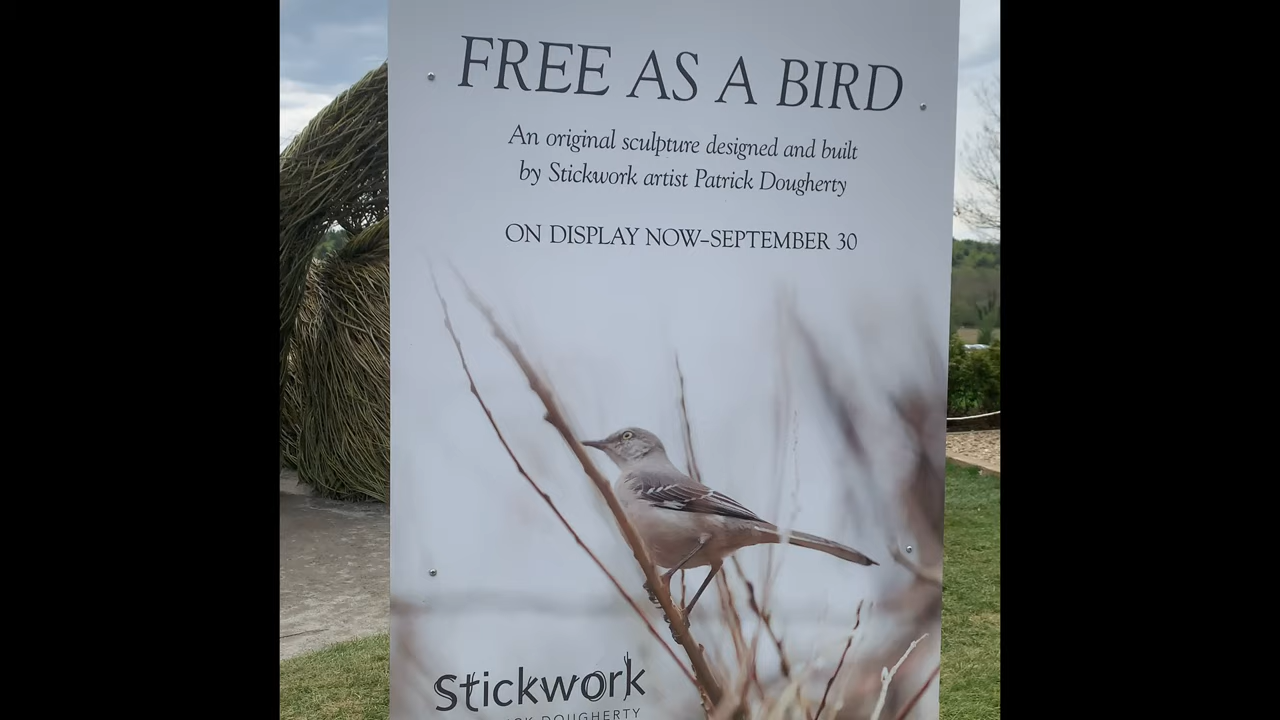 FREE AS A BIRD
An original sculpture designed and built
by Stickwork artist Patrick Dougherty
ON DISPLAY NOW–SEPTEMBER 30
Stickwork
DOUGHERTY